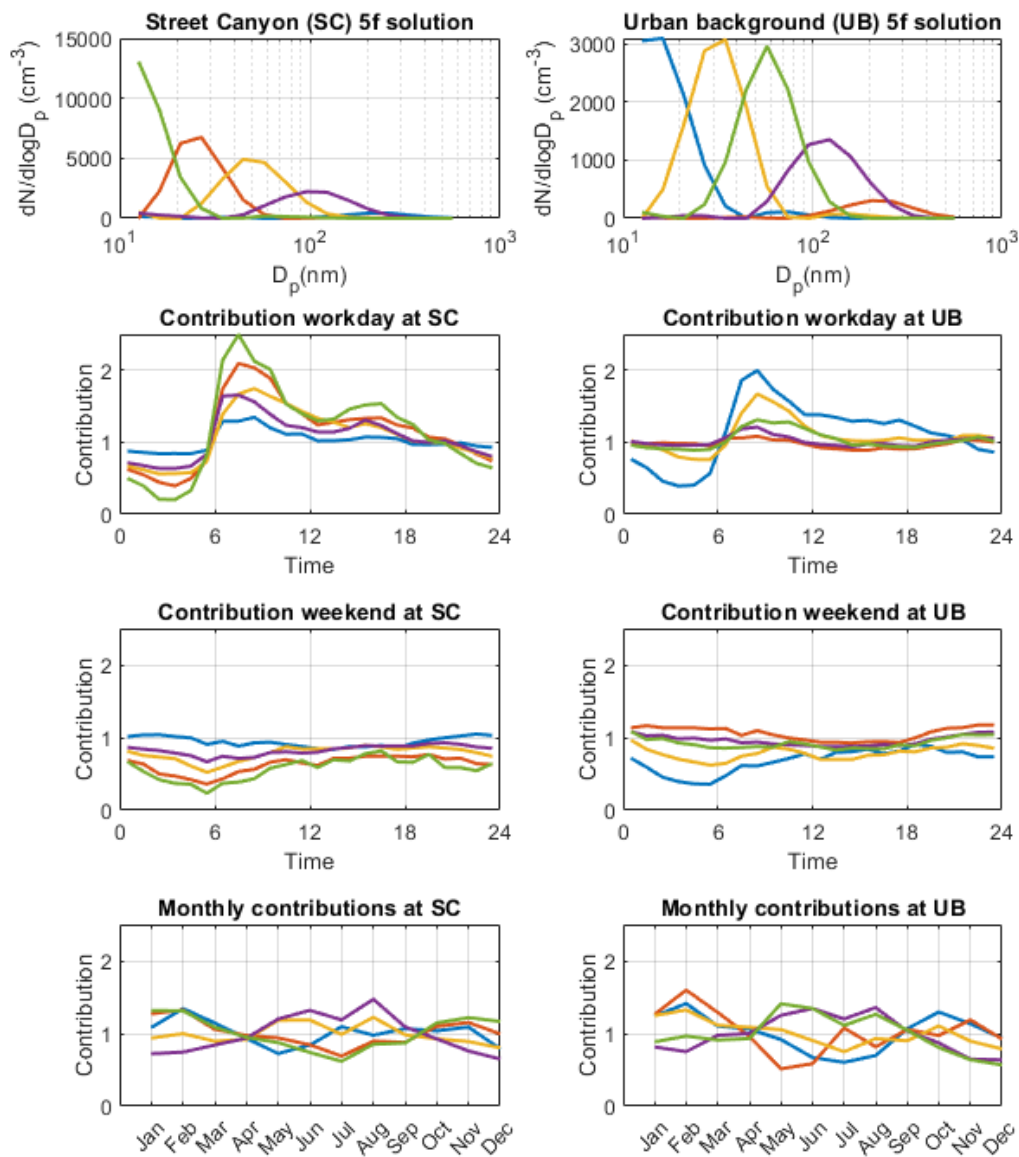 Street Canyon (SC) 5f solution
dN/dlogD_p (cm^-3)
15000
10000
5000
0
10^1
10^2
10^3
D_p(nm)
Urban background (UB) 5f solution
dN/dlogD_p (cm^-3)
3000
2000
1000
0
10^1
10^2
10^3
D_p(nm)
Contribution workday at SC
Contribution
2
1
0
0
6
12
18
24
Time
Contribution workday at UB
Contribution
2
1
0
0
6
12
18
24
Time
Contribution weekend at SC
Contribution
2
1
0
0
6
12
18
24
Time
Contribution weekend at UB
Contribution
2
1
0
0
6
12
18
24
Time
Monthly contributions at SC
Contribution
2
1
0
Jan
Feb
Mar
Apr
May
Jun
Jul
Aug
Sep
Oct
Nov
Dec
Monthly contributions at UB
Contribution
2
1
0
Jan
Feb
Mar
Apr
May
Jun
Jul
Aug
Sep
Oct
Nov
Dec